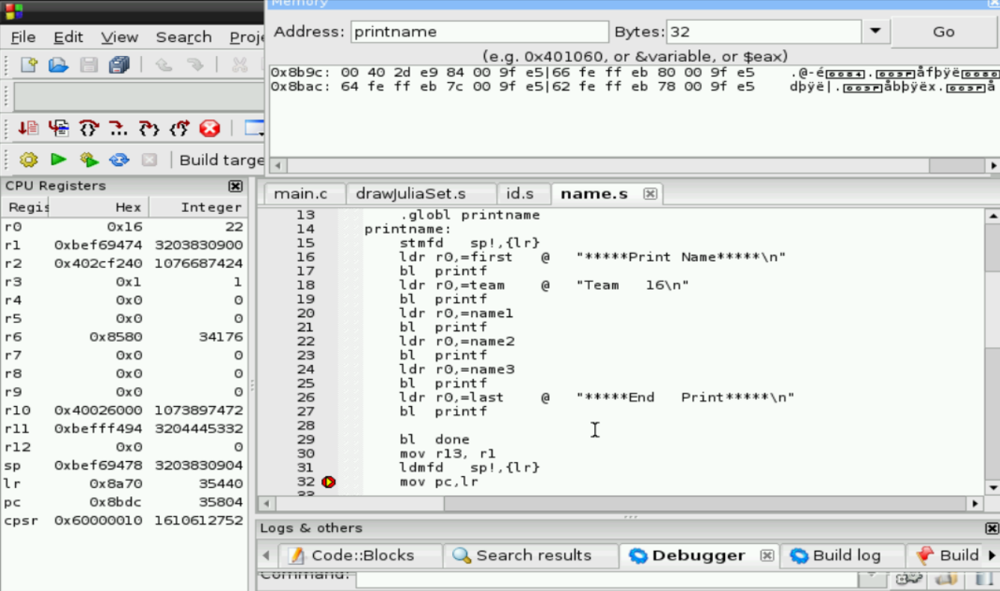 Memory
File Edit View Search Proje
Address: printname Bytes: 32 Go
(e.g. 0x401060, or &variable, or $eax)
0x8b9c: 00 40 2d e9 84 00 9f e5|66 fe ff eb 80 00 9f e5
0x8bac: 64 fe ff eb 7c 00 9f e5|62 fe ff eb 78 00 9f e5
Build targe
CPU Registers
Regis Hex Integer
r0 0x16 22
r1 0xbef69474 3203830900
r2 0x402cf240 1076687424
r3 0x1 1
r4 0x0 0
r5 0x0 0
r6 0x8580 34176
r7 0x0 0
r8 0x0 0
r9 0x0 0
r10 0x40026000 1073897472
r11 0xbefff494 3204445332
r12 0x0 0
sp 0xbef69478 3203830904
lr 0x8a70 35440
pc 0x8bdc 35804
cpsr 0x60000010 1610612752
main.c drawJuliaSet.s id.s name.s
13 .globl printname
14 printname:
15 stmfd sp!,{lr}
16 ldr r0,=first @ "*****Print Name*****\n"
17 bl printf
18 ldr r0,=team @ "Team 16\n"
19 bl printf
20 ldr r0,=name1
21 bl printf
22 ldr r0,=name2
23 bl printf
24 ldr r0,=name3
25 bl printf
26 ldr r0,=last @ "*****End Print*****\n"
27 bl printf
28
29 bl done
30 mov r13, r1
31 ldmfd sp!,{lr}
32 mov pc,lr
33
Logs & others
Code::Blocks Search results Debugger Build log Build
Command: